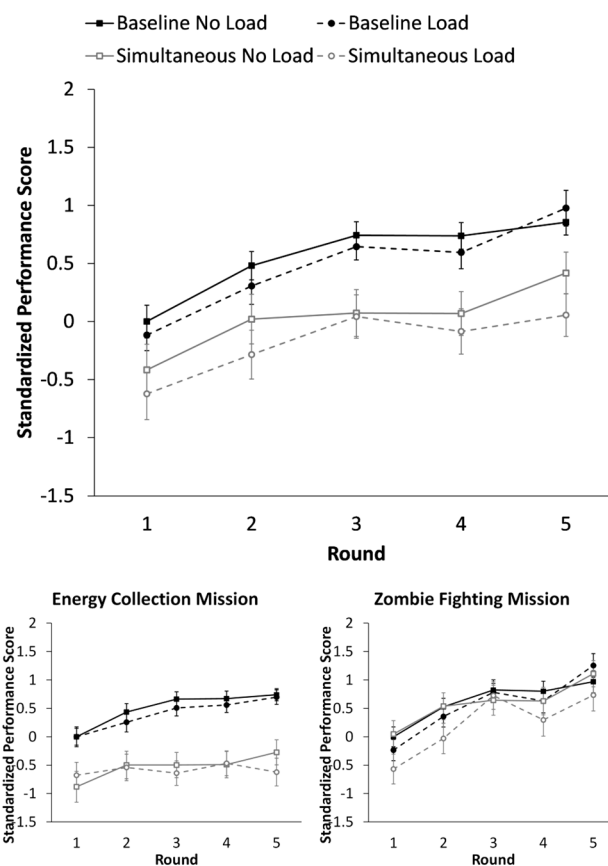 Baseline No Load Baseline Load
Simultaneous No Load Simultaneous Load
Standardized Performance Score
2
1.5
1
0.5
0
-0.5
-1
-1.5
1 2 3 4 5
Round
Energy Collection Mission
Standardized Performance Score
2
1.5
1
0.5
0
-0.5
-1
-1.5
1 2 3 4 5
Round
Zombie Fighting Mission
Standardized Performance Score
2
1.5
1
0.5
0
-0.5
-1
-1.5
1 2 3 4 5
Round